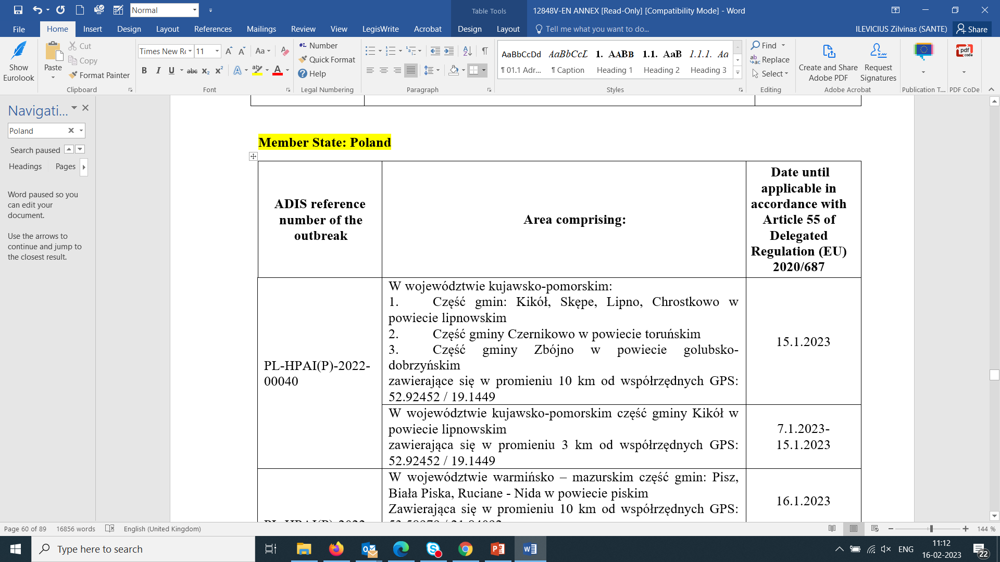 Normal
Table Tools
12848V-EN ANNEX [Read-Only] [Compatibility Mode] - Word
File
Home
Insert
Design
Layout
References
Mailings
Review
View
LegisWrite
Acrobat
Design
Layout
Tell me what you want to do...
ILEVICIUS Zilvinas (SANTE)
Share
Show
Eurolook
Paste
Cut
Copy
Format Painter
Clipboard
Times New Rc
11
Aa
B I U abc x₂ x²
A A
Font
Number
Quick Format
Help
Legal Numbering
Paragraph
AaBbCcDd
¶ 01.1 Adr...
AaBbCcL
¶ Caption
1. AABB
Heading 1
1.1. AaB
Heading 2
1.1.1. Aa
Heading 3
Styles
Find
Replace
Select
Editing
Create and Share
Adobe PDF
Request
Signatures
Adobe Acrobat
Publication T...
PDF CoDe
Navigati...
Poland
Search paused
Headings
Pages
Word paused so you
can edit your
document.
Use the arrows to
continue and jump to
the closest result.
Member State: Poland
ADIS reference
number of the
outbreak
Area comprising:
Date until
applicable in
accordance with
Article 55 of
Delegated
Regulation (EU)
2020/687
PL-HPAI(P)-2022-
00040
W województwie kujawsko-pomorskim:
1. Część gmin: Kikół, Skępe, Lipno, Chrostkowo w
powiecie lipnowskim
2. Część gminy Czernikowo w powiecie toruńskim
3. Część gminy Zbójno w powiecie golubsko-
dobrzyńskim
zawierające się w promieniu 10 km od współrzędnych GPS:
52.92452 / 19.1449
15.1.2023
W województwie kujawsko-pomorskim część gminy Kikół w
powiecie lipnowskim
zawierająca się w promieniu 3 km od współrzędnych GPS:
52.92452 / 19.1449
7.1.2023-
15.1.2023
W województwie warmińsko – mazurskim część gmin: Pisz,
Biała Piska, Ruciane - Nida w powiecie piskim
Zawierająca się w promieniu 10 km od współrzędnych GPS:
16.1.2023
PL-HPAI(P)-2022-
Page 60 of 89
16856 words
English (United Kingdom)
144 %
Type here to search
ENG
11:12
16-02-2023
22